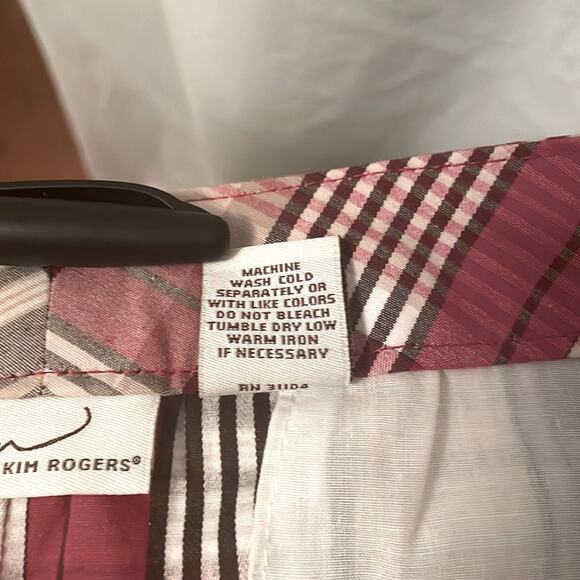 MACHINE
WASH COLD
SEPARATELY OR
WITH LIKE COLORS
DO NOT BLEACH
TUMBLE DRY LOW
WARM IRON
IF NECESSARY
RN
KIM ROGERS®